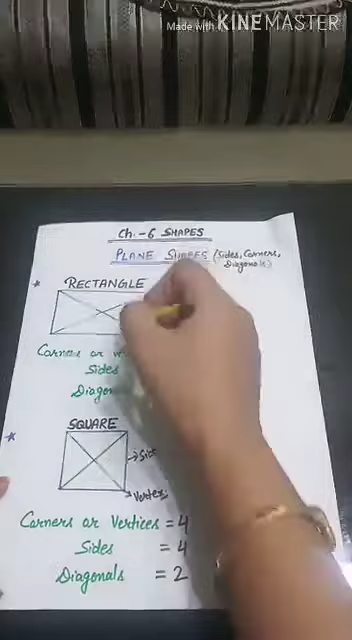 Made with KINEMASTER
Ch.-6 SHAPES
PLANE SHAPES (Sides, Corners,
Diagonals)
RECTANGLE
Corners or
Sides
SQUARE
→ Side
→ Vertex
Corners or Vertices = 4
Sides = 4
Diagonals = 2